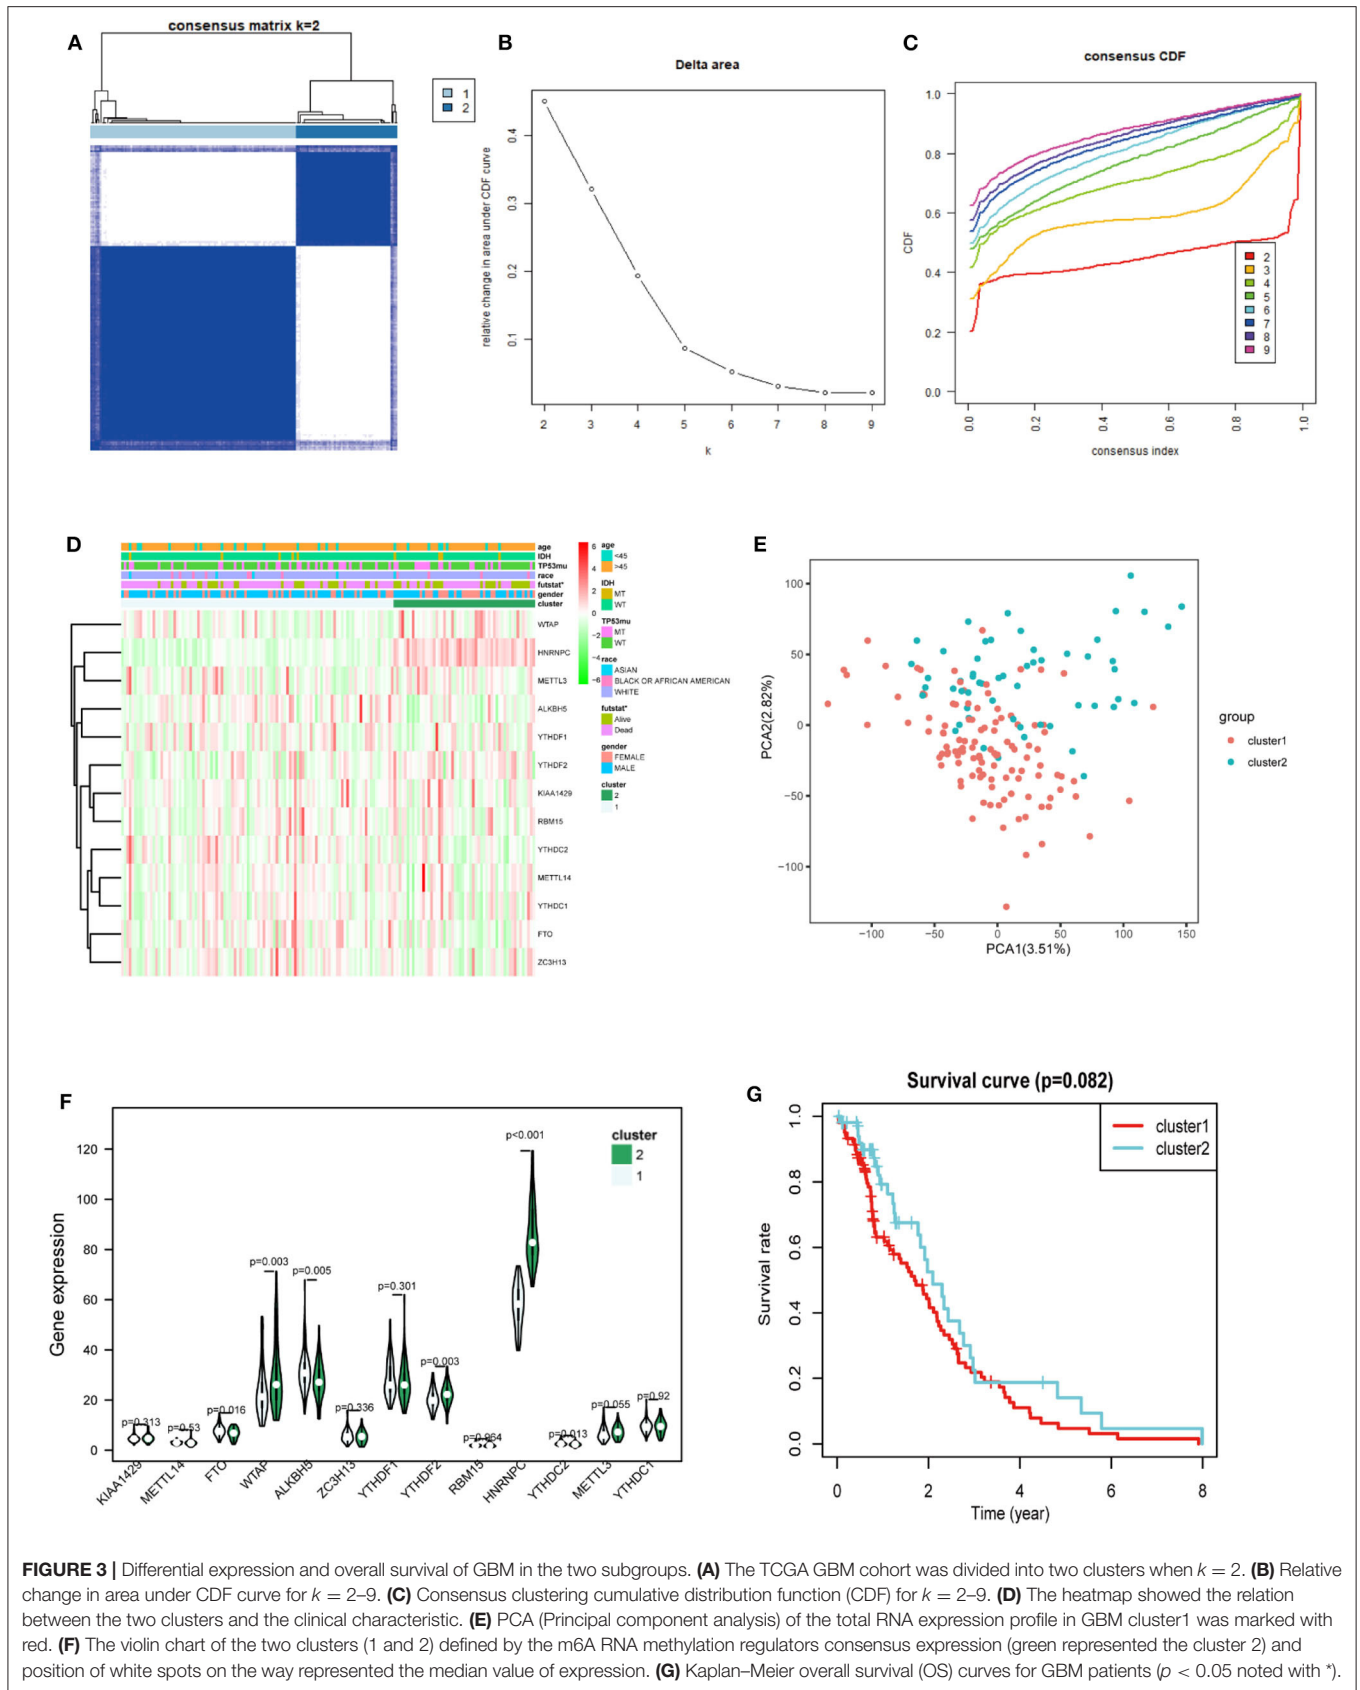 A
consensus matrix k=2
1
2
B
Delta area
relative change in area under CDF curve
0.4
0.3
0.2
0.1
2 3 4 5 6 7 8 9
k
C
consensus CDF
CDF
1.0
0.8
0.6
0.4
0.2
0.0
2
3
4
5
6
7
8
9
0.0 0.2 0.4 0.6 0.8 1.0
consensus index
D
age
IDH
TP53mu
race
futstat*
gender
cluster
WTAP
HNRNPC
METTL3
ALKBH5
YTHDF1
YTHDF2
KIAA1429
RBM15
YTHDC2
METTL14
YTHDC1
FTO
ZC3H13
6
4
2
0
−2
−4
−6
age
<45
>45
IDH
MT
WT
TP53mu
MT
WT
race
ASIAN
BLACK OR AFRICAN AMERICAN
WHITE
futstat*
Alive
Dead
gender
FEMALE
MALE
cluster
2
1
E
PCA2(2.82%)
100
50
0
−50
−100
−100 −50 0 50 100 150
PCA1(3.51%)
group
cluster1
cluster2
F
Gene expression
120
100
80
60
40
20
0
p=0.313
p=0.53
p=0.016
p=0.003
p=0.005
p=0.336
p=0.301
p=0.003
p=0.964
p<0.001
p=0.013
p=0.055
p=0.92
cluster
2
1
KIAA1429
METTL14
FTO
WTAP
ALKBH5
ZC3H13
YTHDF1
YTHDF2
RBM15
HNRNPC
YTHDC2
METTL3
YTHDC1
G
Survival curve (p=0.082)
cluster1
cluster2
Survival rate
1.0
0.8
0.6
0.4
0.2
0.0
0 2 4 6 8
Time (year)
FIGURE 3 | Differential expression and overall survival of GBM in the two subgroups. (A) The TCGA GBM cohort was divided into two clusters when k = 2. (B) Relative
change in area under CDF curve for k = 2–9. (C) Consensus clustering cumulative distribution function (CDF) for k = 2–9. (D) The heatmap showed the relation
between the two clusters and the clinical characteristic. (E) PCA (Principal component analysis) of the total RNA expression profile in GBM cluster1 was marked with
red. (F) The violin chart of the two clusters (1 and 2) defined by the m6A RNA methylation regulators consensus expression (green represented the cluster 2) and
position of white spots on the way represented the median value of expression. (G) Kaplan–Meier overall survival (OS) curves for GBM patients (p < 0.05 noted with *).